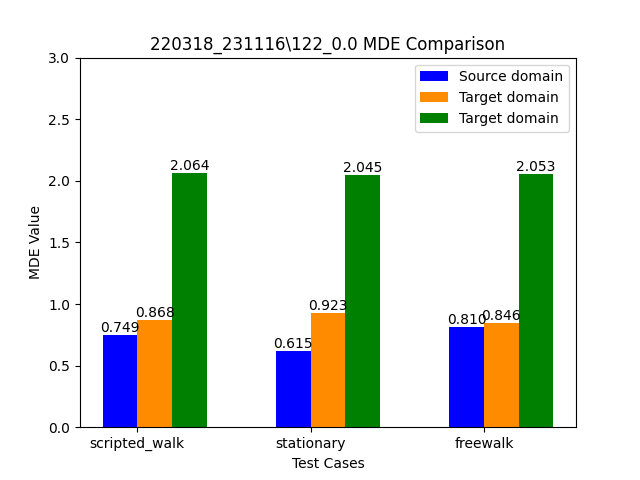 220318_231116\122_0.0 MDE Comparison
Source domain
Target domain
Target domain
MDE Value
3.0
2.5
2.0
1.5
1.0
0.5
0.0
0.749
0.868
2.064
0.615
0.923
2.045
0.810
0.846
2.053
scripted_walk
stationary
freewalk
Test Cases